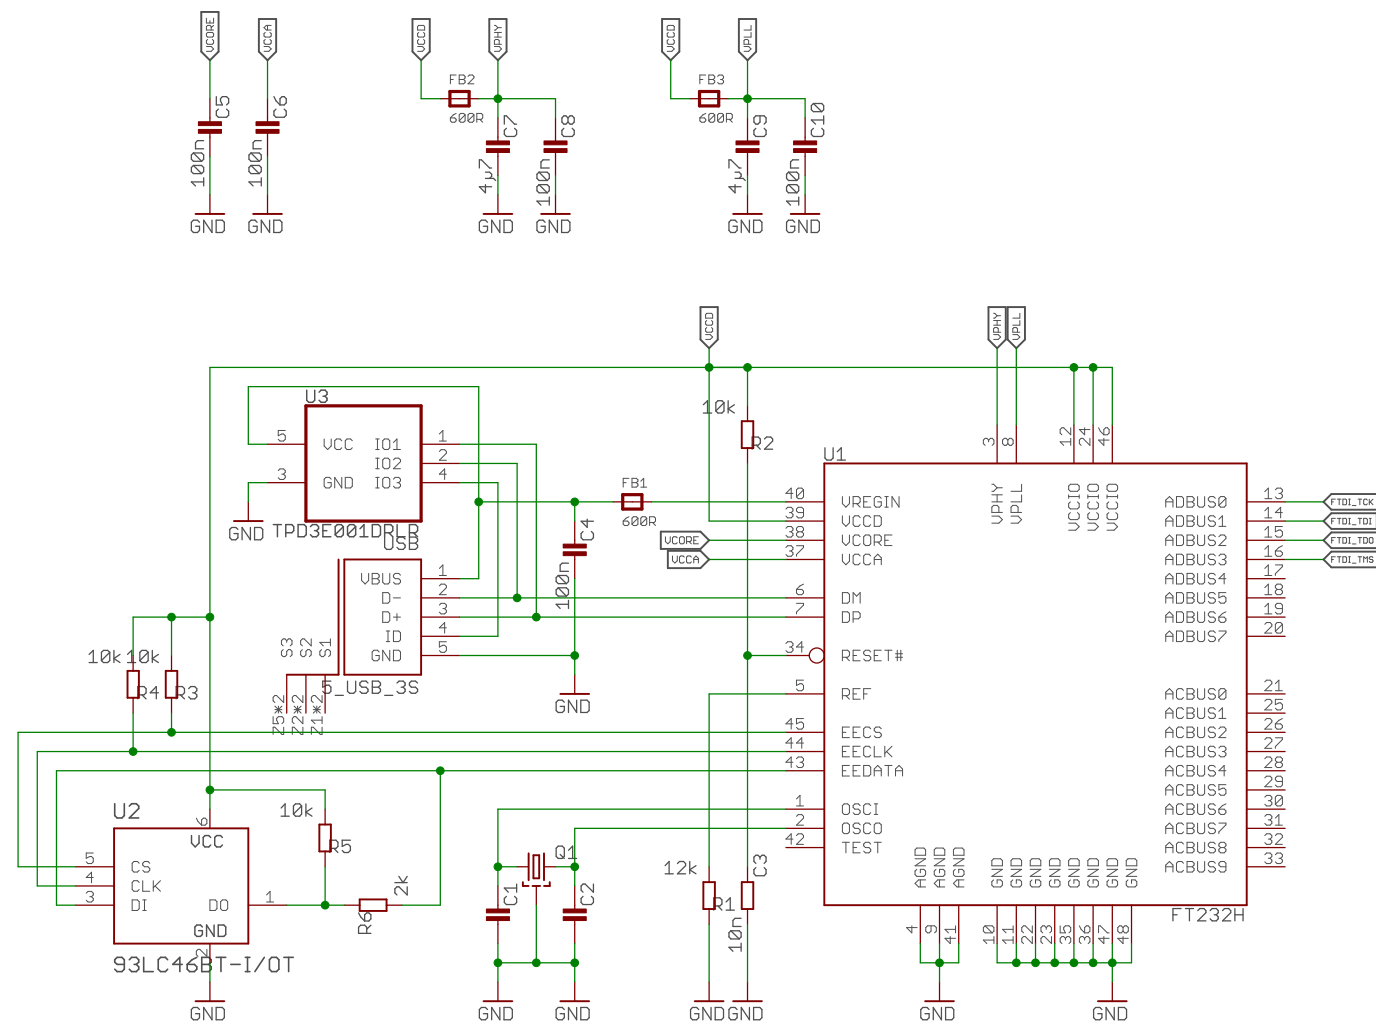 VCORE
VCCA
VCCD
VPHY
VCCD
VPLL
C5
100n
GND
C6
100n
GND
FB2
600R
C7
4µ7
GND
C8
100n
GND
FB3
600R
C9
4µ7
GND
C10
100n
GND
VCCD
VPHY
VPLL
U3
5 VCC IO1 1
IO2 2
3 GND IO3 4
GND
TPD3E001DRLR
USB
VBUS 1
D- 2
D+ 3
ID 4
GND 5
S3
S2
S1
5_USB_3S
Z5*2
Z2*2
Z1*2
FB1
600R
C4
100n
GND
10k
R2
VCORE
VCCA
10k
R4
10k
R3
U2
6
VCC
5 CS
4 CLK
3 DI
DO 1
GND
2
93LC46BT-I/OT
GND
10k
R5
R6
2k
Q1
C1
C2
GND
GND
12k
R1
C3
10n
GND
GND
U1
3
8
12
24
46
VPHY
VPLL
VCCIO
VCCIO
VCCIO
40 VREGIN
39 VCCD
38 VCORE
37 VCCA
6 DM
7 DP
34 RESET#
5 REF
45 EECS
44 EECLK
43 EEDATA
1 OSCI
2 OSCO
42 TEST
ADBUS0 13 FTDI_TCK
ADBUS1 14 FTDI_TDI
ADBUS2 15 FTDI_TDO
ADBUS3 16 FTDI_TMS
ADBUS4 17
ADBUS5 18
ADBUS6 19
ADBUS7 20
ACBUS0 21
ACBUS1 25
ACBUS2 26
ACBUS3 27
ACBUS4 28
ACBUS5 29
ACBUS6 30
ACBUS7 31
ACBUS8 32
ACBUS9 33
AGND
AGND
AGND
GND
GND
GND
GND
GND
GND
GND
GND
FT232H
4
9
41
10
11
22
23
35
36
47
48
GND
GND